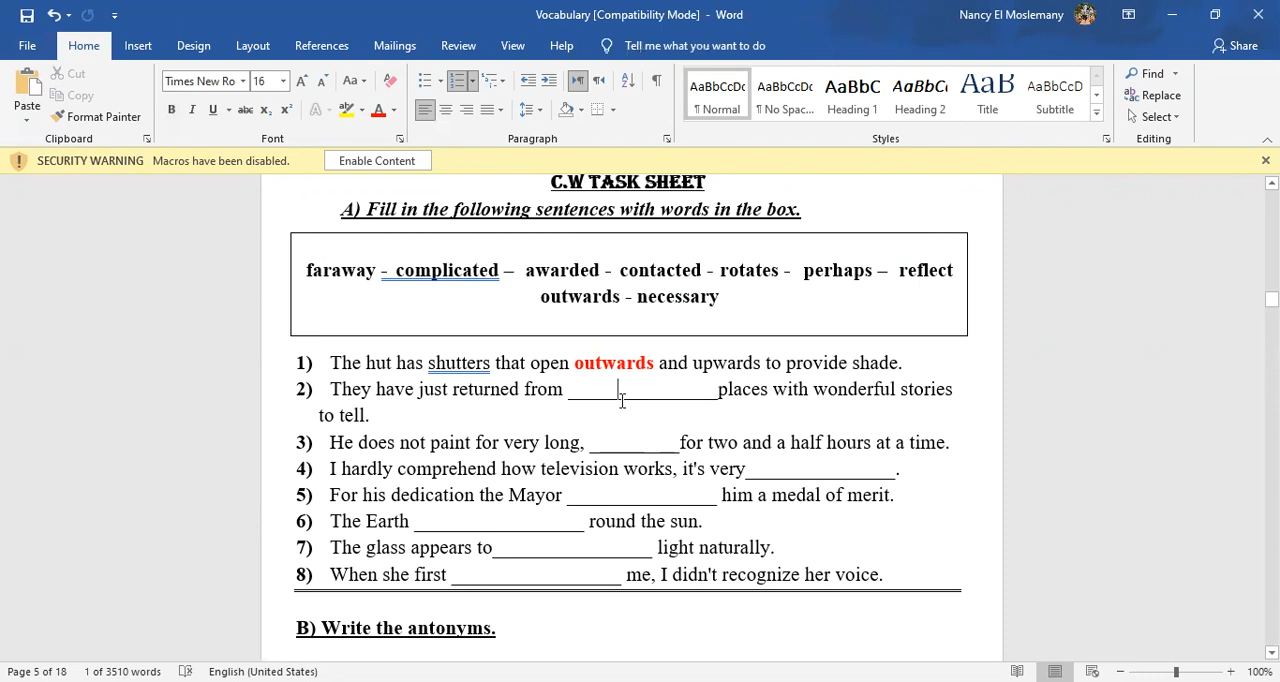 Vocabulary [Compatibility Mode] - Word
Nancy El Moslemany
File Home Insert Design Layout References Mailings Review View Help Tell me what you want to do Share
Paste
Cut
Copy
Format Painter
Clipboard
Times New Ro 16
Aa
B I U abc x₂ x² A ab A
Font
Paragraph
AaBbCcDc AaBbCcDc AaBbC AaBbCc AaB AaBbCcD
¶ Normal ¶ No Spac... Heading 1 Heading 2 Title Subtitle
Styles
Find
Replace
Select
Editing
SECURITY WARNING Macros have been disabled. Enable Content
C.W TASK SHEET
A) Fill in the following sentences with words in the box.
faraway - complicated – awarded - contacted - rotates - perhaps – reflect
outwards - necessary
1) The hut has shutters that open outwards and upwards to provide shade.
2) They have just returned from _______________places with wonderful stories
to tell.
3) He does not paint for very long, _________for two and a half hours at a time.
4) I hardly comprehend how television works, it's very_______________.
5) For his dedication the Mayor _______________ him a medal of merit.
6) The Earth _________________ round the sun.
7) The glass appears to________________ light naturally.
8) When she first _________________ me, I didn't recognize her voice.
B) Write the antonyms.
Page 5 of 18 1 of 3510 words English (United States) 100%